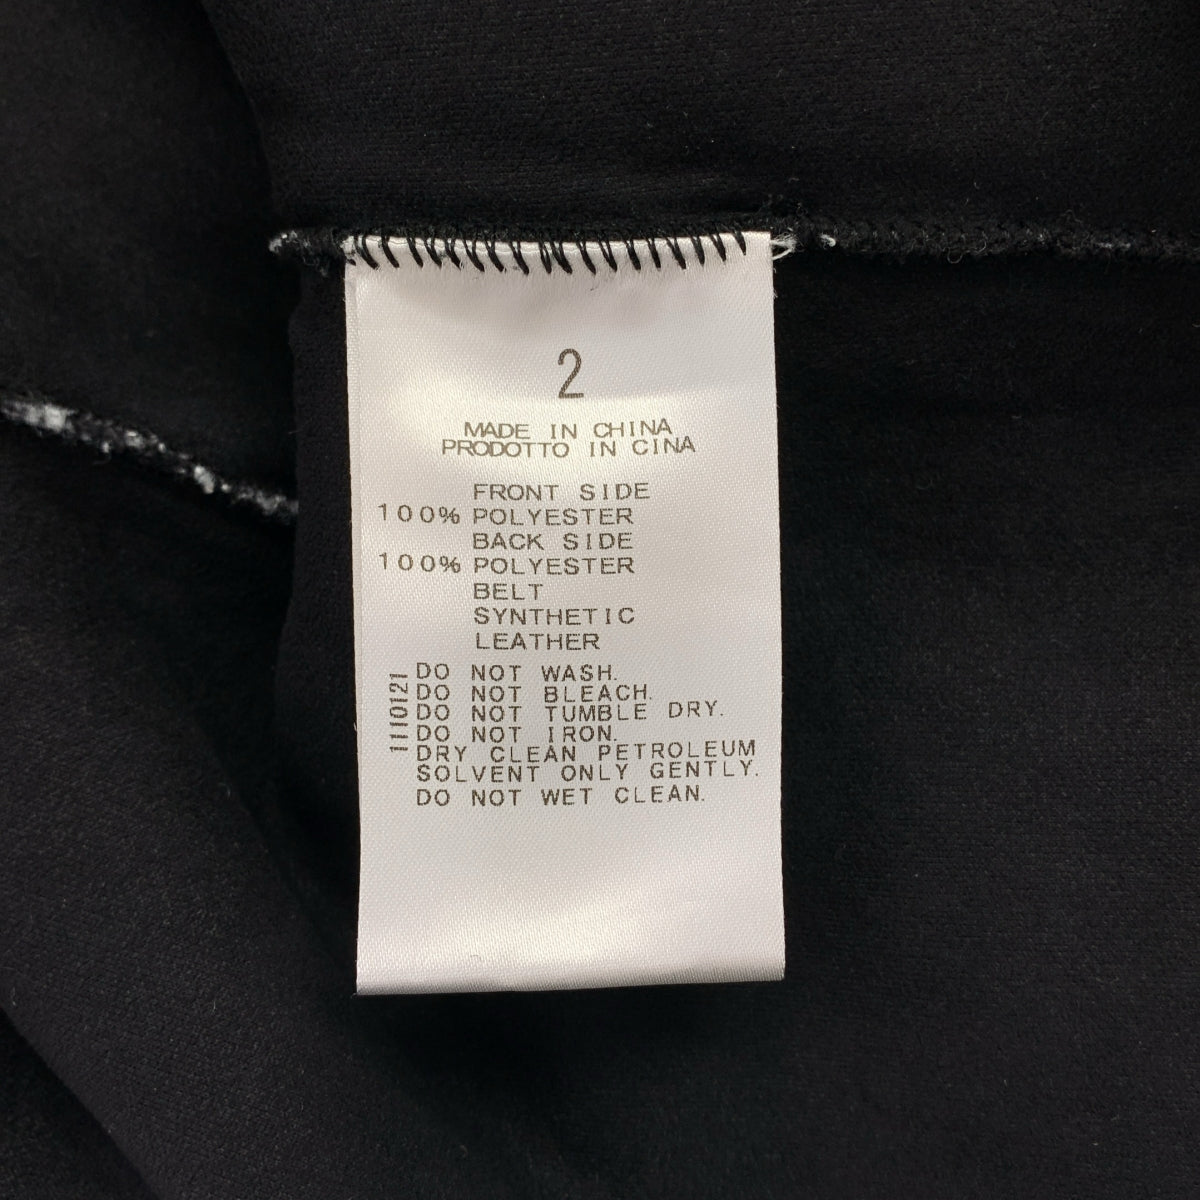 2
MADE IN CHINA
PRODOTTO IN CINA
FRONT SIDE
100% POLYESTER
BACK SIDE
100% POLYESTER
BELT
SYNTHETIC
LEATHER
DO NOT WASH.
DO NOT BLEACH.
DO NOT TUMBLE DRY.
DO NOT IRON.
DRY CLEAN PETROLEUM
SOLVENT ONLY GENTLY.
DO NOT WET CLEAN.
1110121